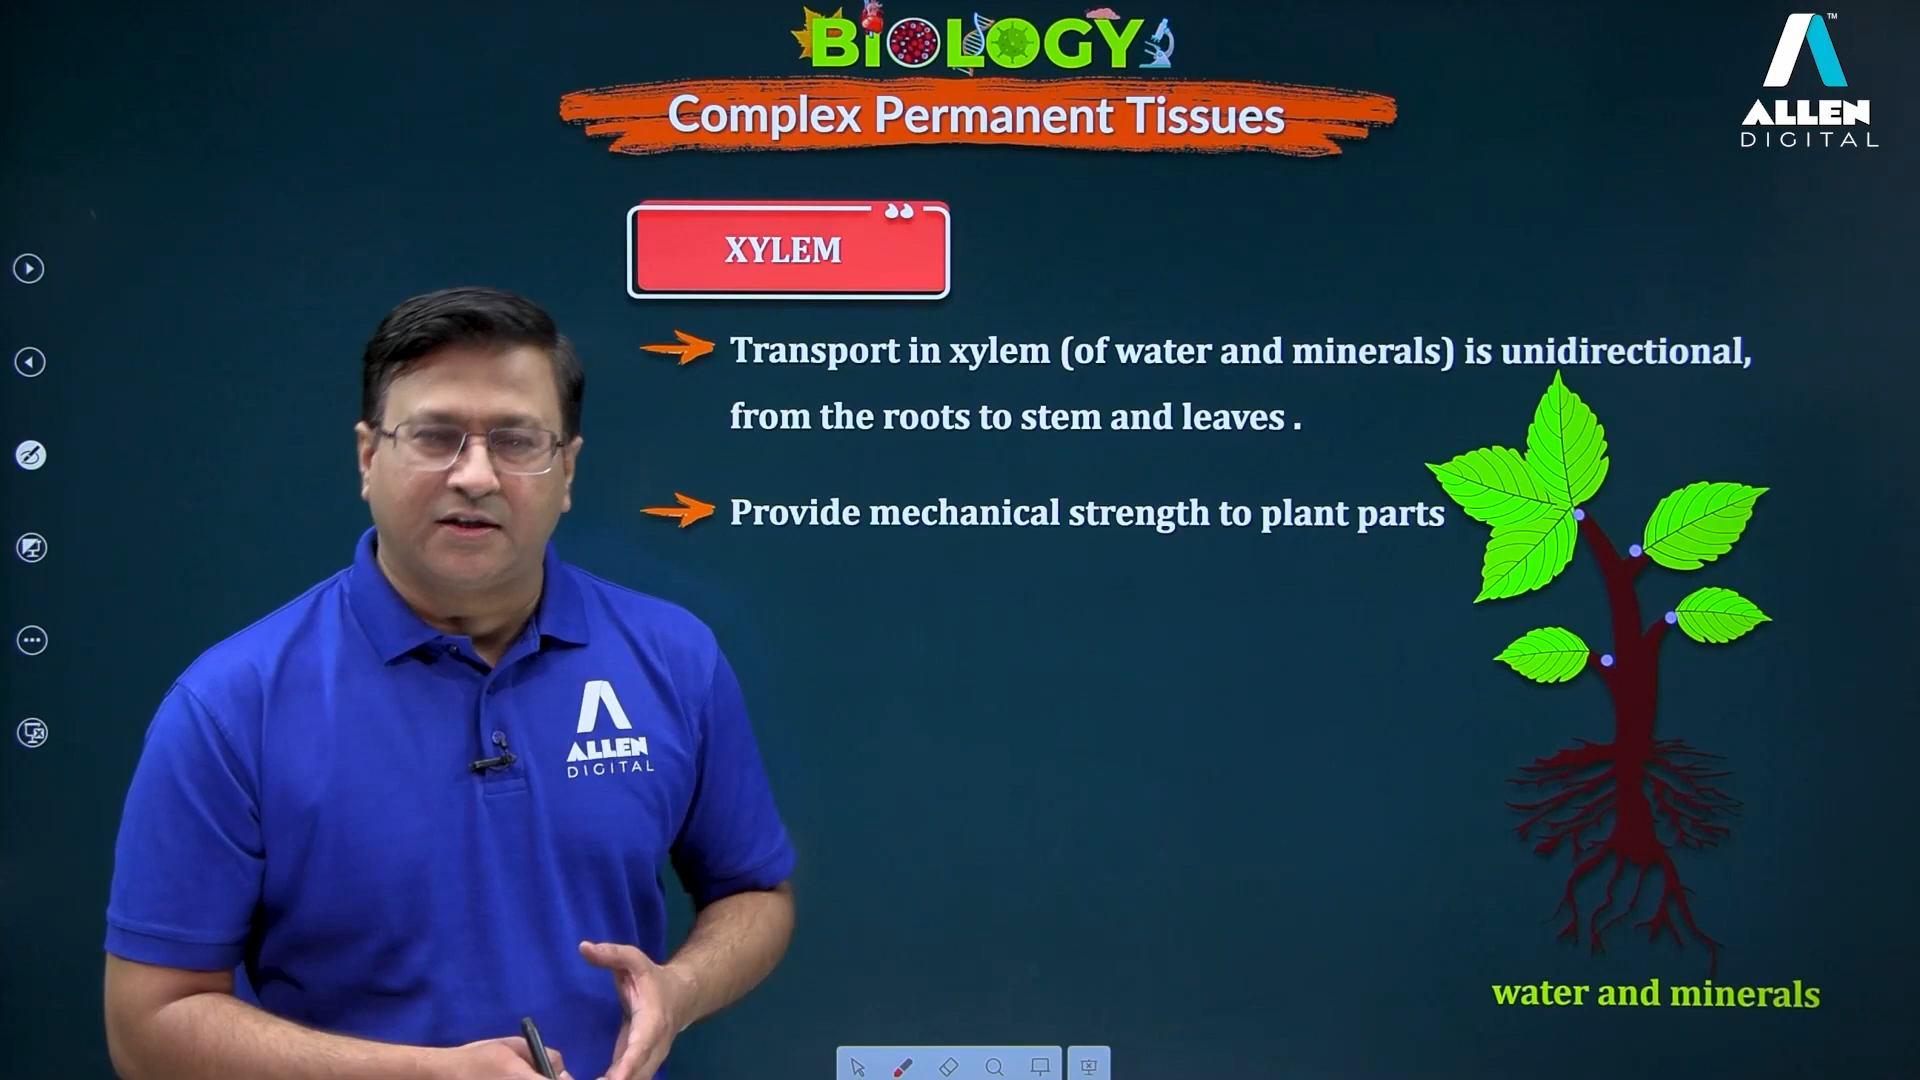 BIOLOGY
Complex Permanent Tissues
ALLEN
DIGITAL
TM
XYLEM
Transport in xylem (of water and minerals) is unidirectional,
from the roots to stem and leaves .
Provide mechanical strength to plant parts
ALLEN
DIGITAL
water and minerals